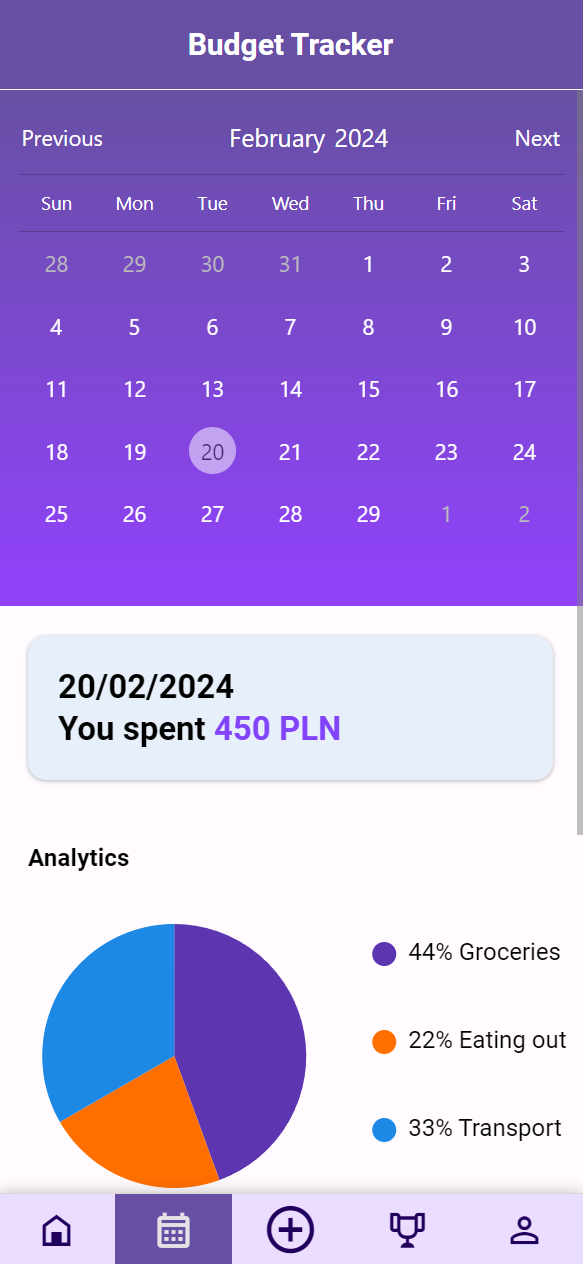 Budget Tracker
Previous February 2024 Next
Sun Mon Tue Wed Thu Fri Sat
28 29 30 31 1 2 3
4 5 6 7 8 9 10
11 12 13 14 15 16 17
18 19 20 21 22 23 24
25 26 27 28 29 1 2
20/02/2024
You spent 450 PLN
Analytics
44% Groceries
22% Eating out
33% Transport